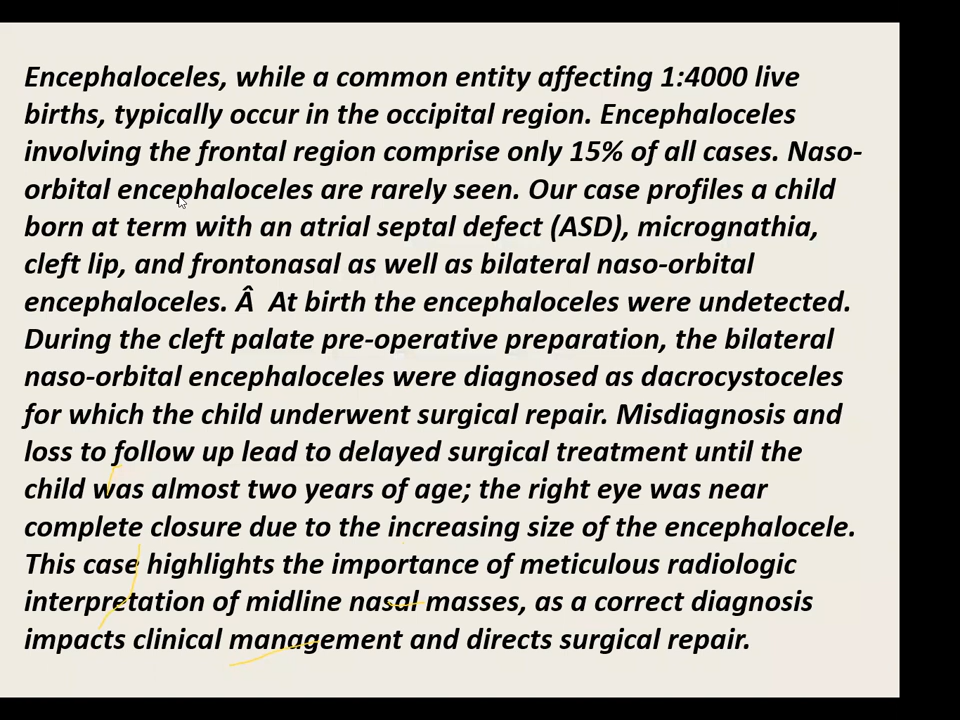 Encephaloceles, while a common entity affecting 1:4000 live
births, typically occur in the occipital region. Encephaloceles
involving the frontal region comprise only 15% of all cases. Naso-
orbital encephaloceles are rarely seen. Our case profiles a child
born at term with an atrial septal defect (ASD), micrognathia,
cleft lip, and frontonasal as well as bilateral naso-orbital
encephaloceles. Â  At birth the encephaloceles were undetected.
During the cleft palate pre-operative preparation, the bilateral
naso-orbital encephaloceles were diagnosed as dacrocystoceles
for which the child underwent surgical repair. Misdiagnosis and
loss to follow up lead to delayed surgical treatment until the
child was almost two years of age; the right eye was near
complete closure due to the increasing size of the encephalocele.
This case highlights the importance of meticulous radiologic
interpretation of midline nasal masses, as a correct diagnosis
impacts clinical management and directs surgical repair.